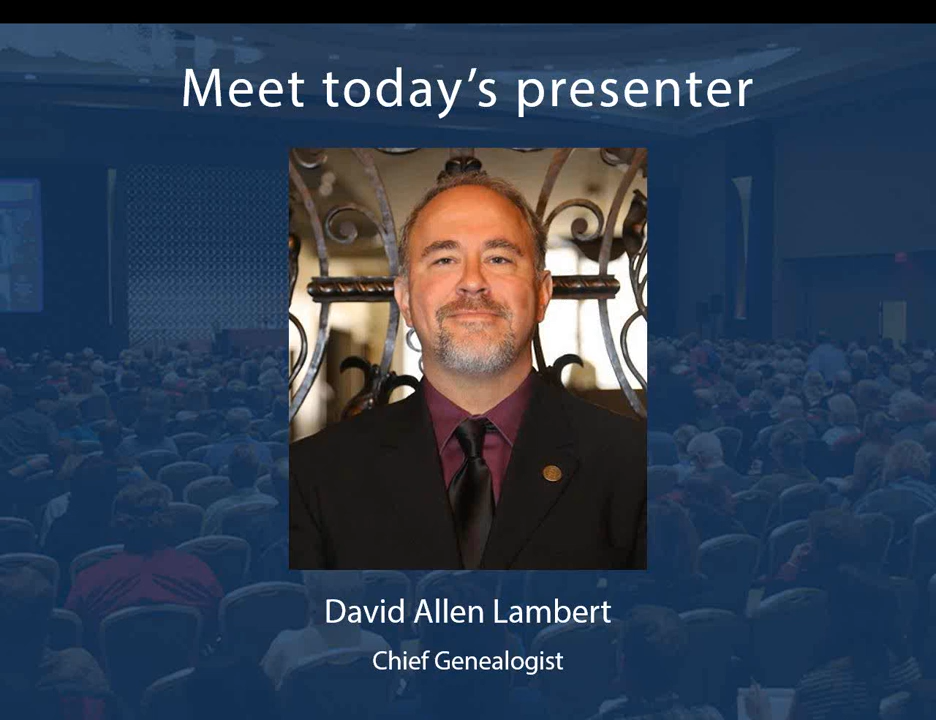 Meet today’s presenter
David Allen Lambert
Chief Genealogist